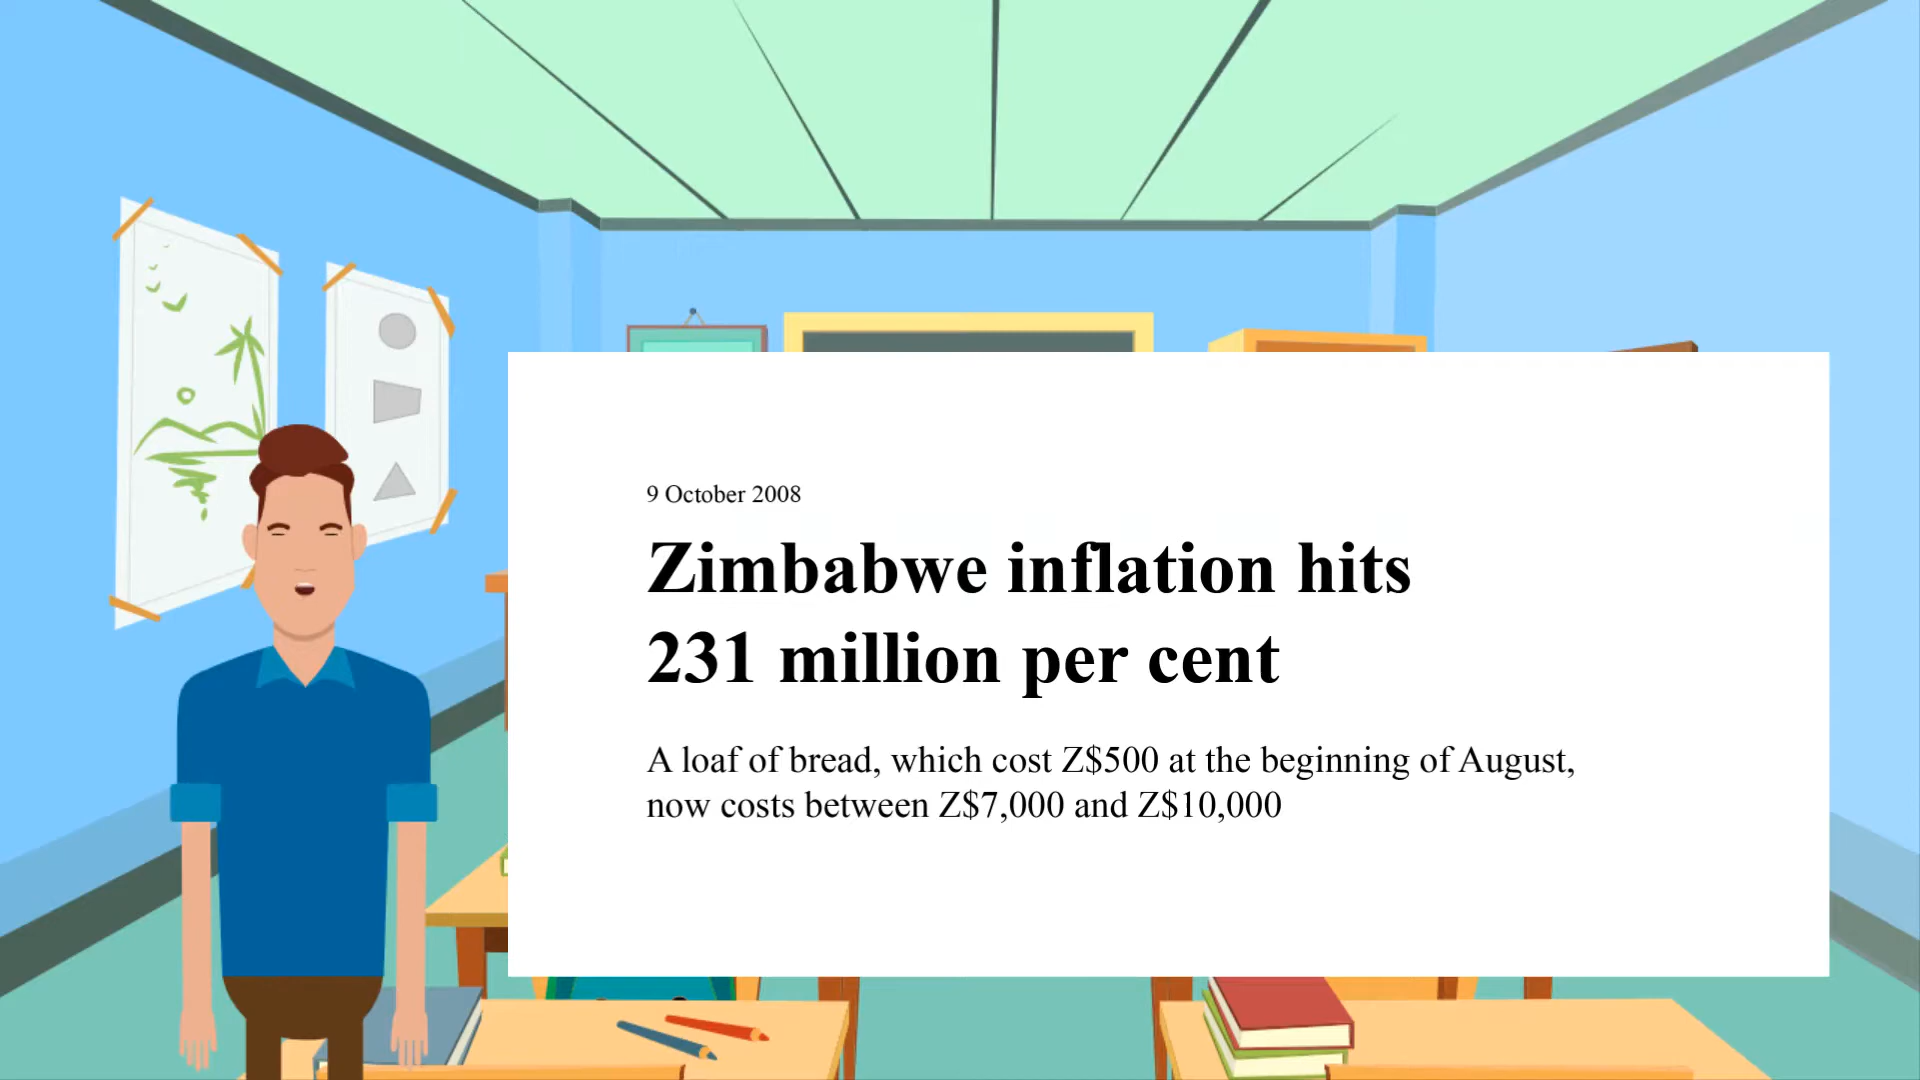 9 October 2008
Zimbabwe inflation hits
231 million per cent
A loaf of bread, which cost Z$500 at the beginning of August,
now costs between Z$7,000 and Z$10,000